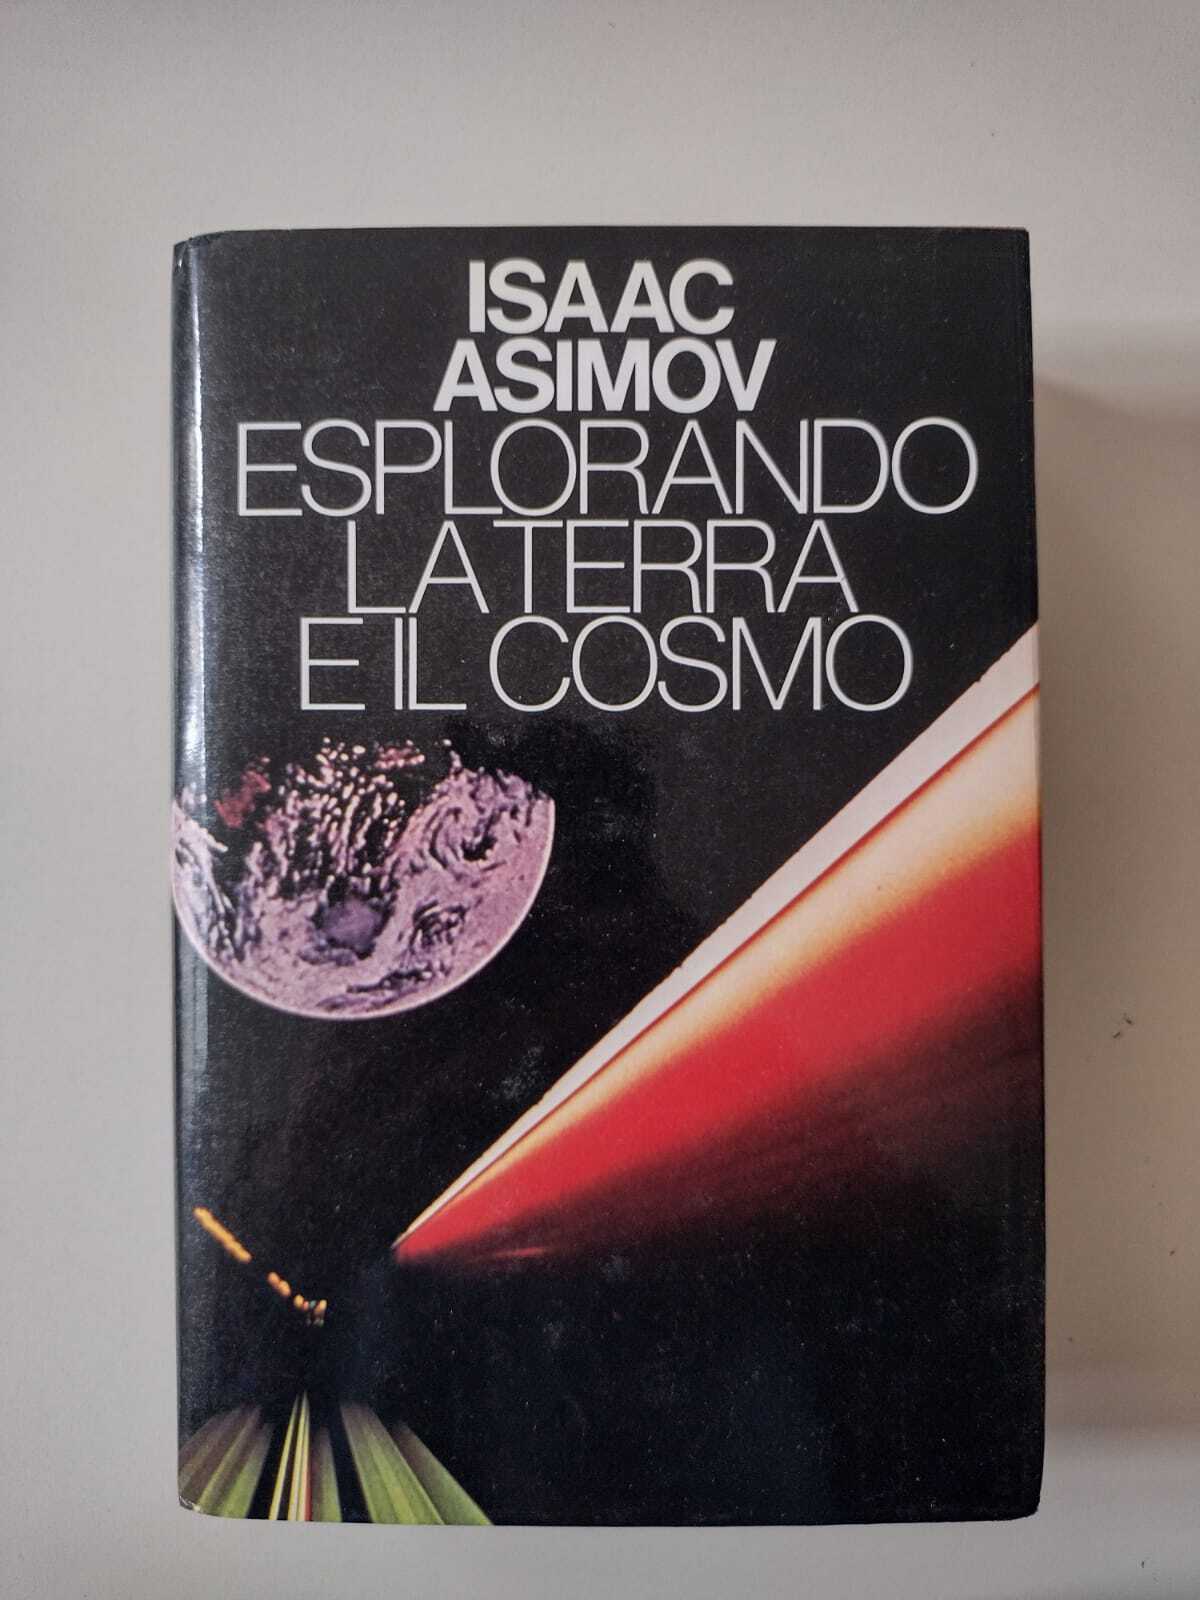 ISAAC
ASIMOV
ESPLORANDO
LA TERRA
E IL COSMO